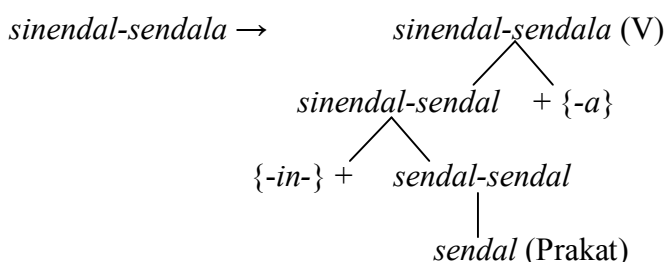 sinendal-sendala → sinendal-sendala (V)
sinendal-sendal + {-a}
{-in-} + sendal-sendal
sendal (Prakat)